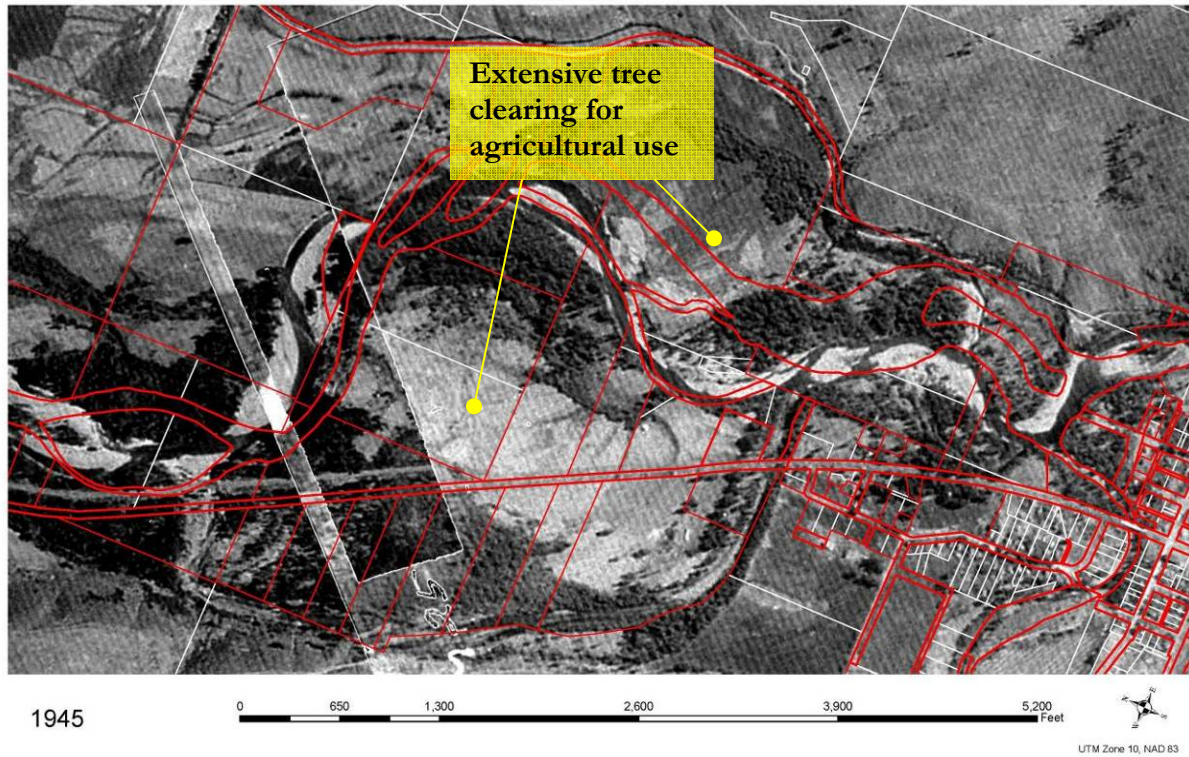 Extensive tree
clearing for
agricultural use
1945
0 650 1,300 2,600 3,900 5,200
Feet
UTM Zone 10, NAD 83